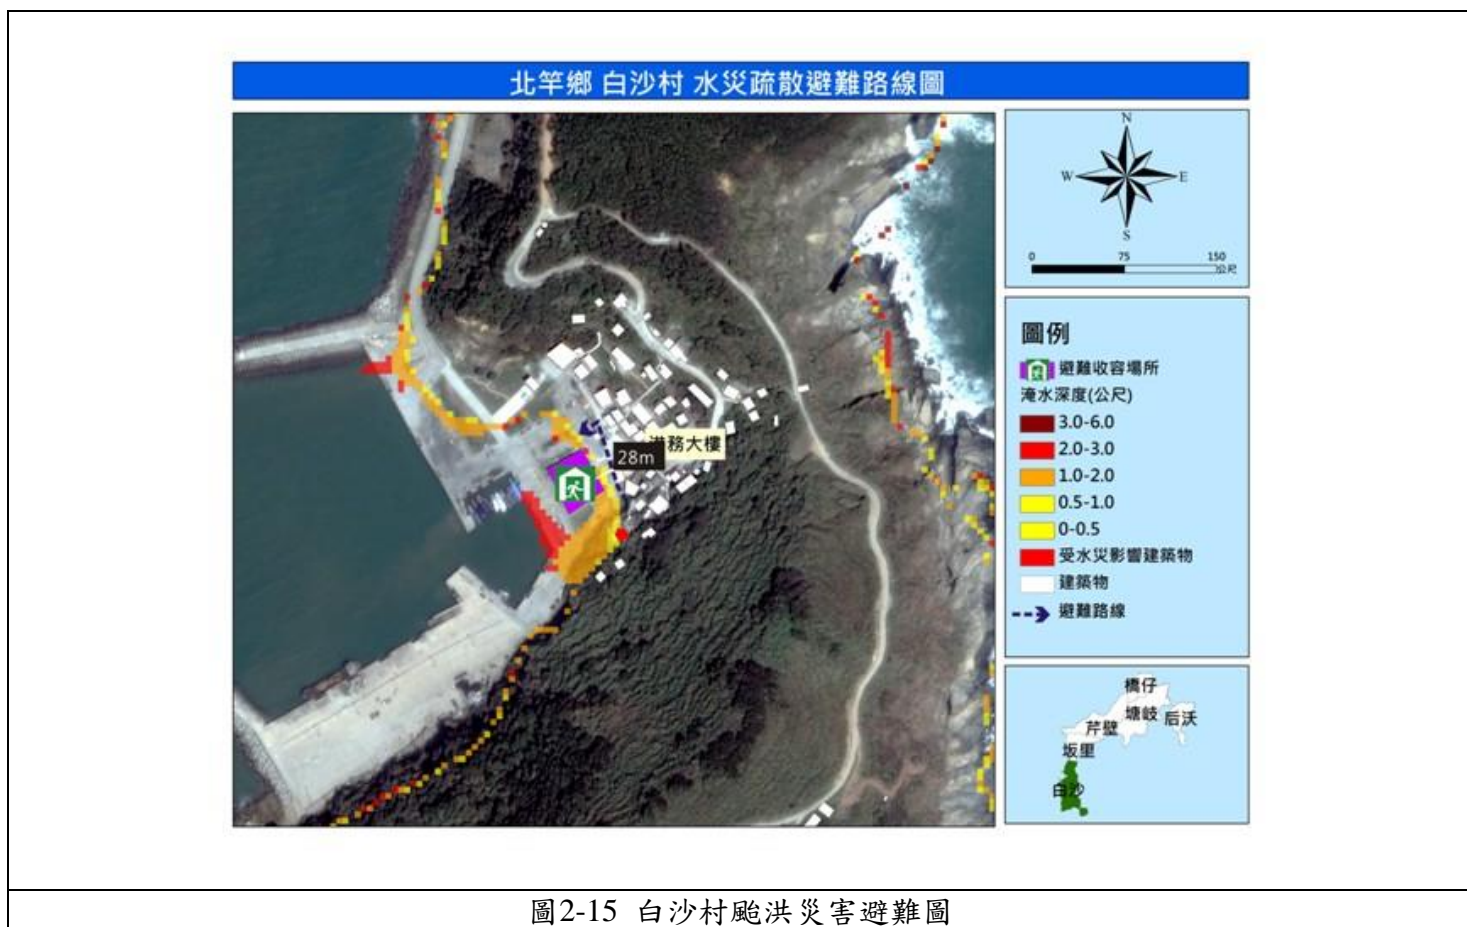 北竿鄉 白沙村 水災疏散避難路線圖
N
W
E
S
0
75
150
公尺
圖例
避難收容場所
淹水深度(公尺)
3.0-6.0
2.0-3.0
1.0-2.0
0.5-1.0
0-0.5
受水災影響建築物
建築物
避難路線
28m
務大樓
橋仔
塘岐
后沃
芹壁
坂里
白沙
圖2-15 白沙村颱洪災害避難圖